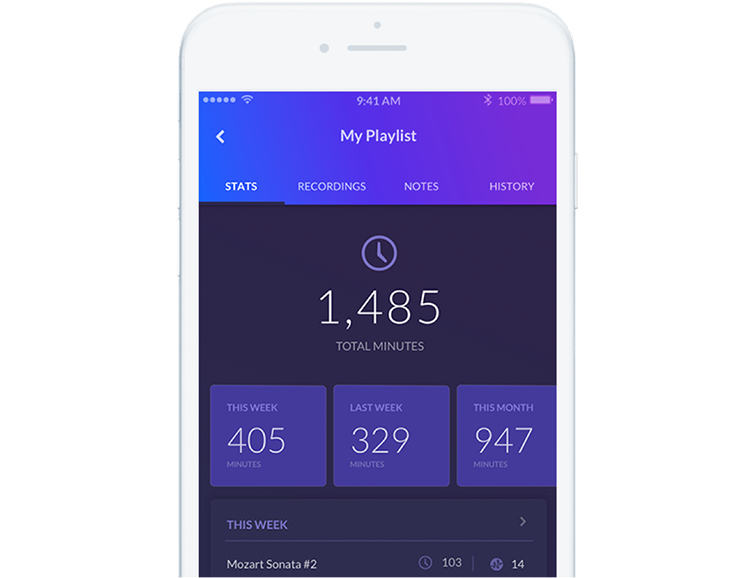 9:41 AM 100%
My Playlist
STATS RECORDINGS NOTES HISTORY
1,485
TOTAL MINUTES
THIS WEEK LAST WEEK THIS MONTH
405 329 947
MINUTES MINUTES MINUTES
THIS WEEK
Mozart Sonata #2 103 14